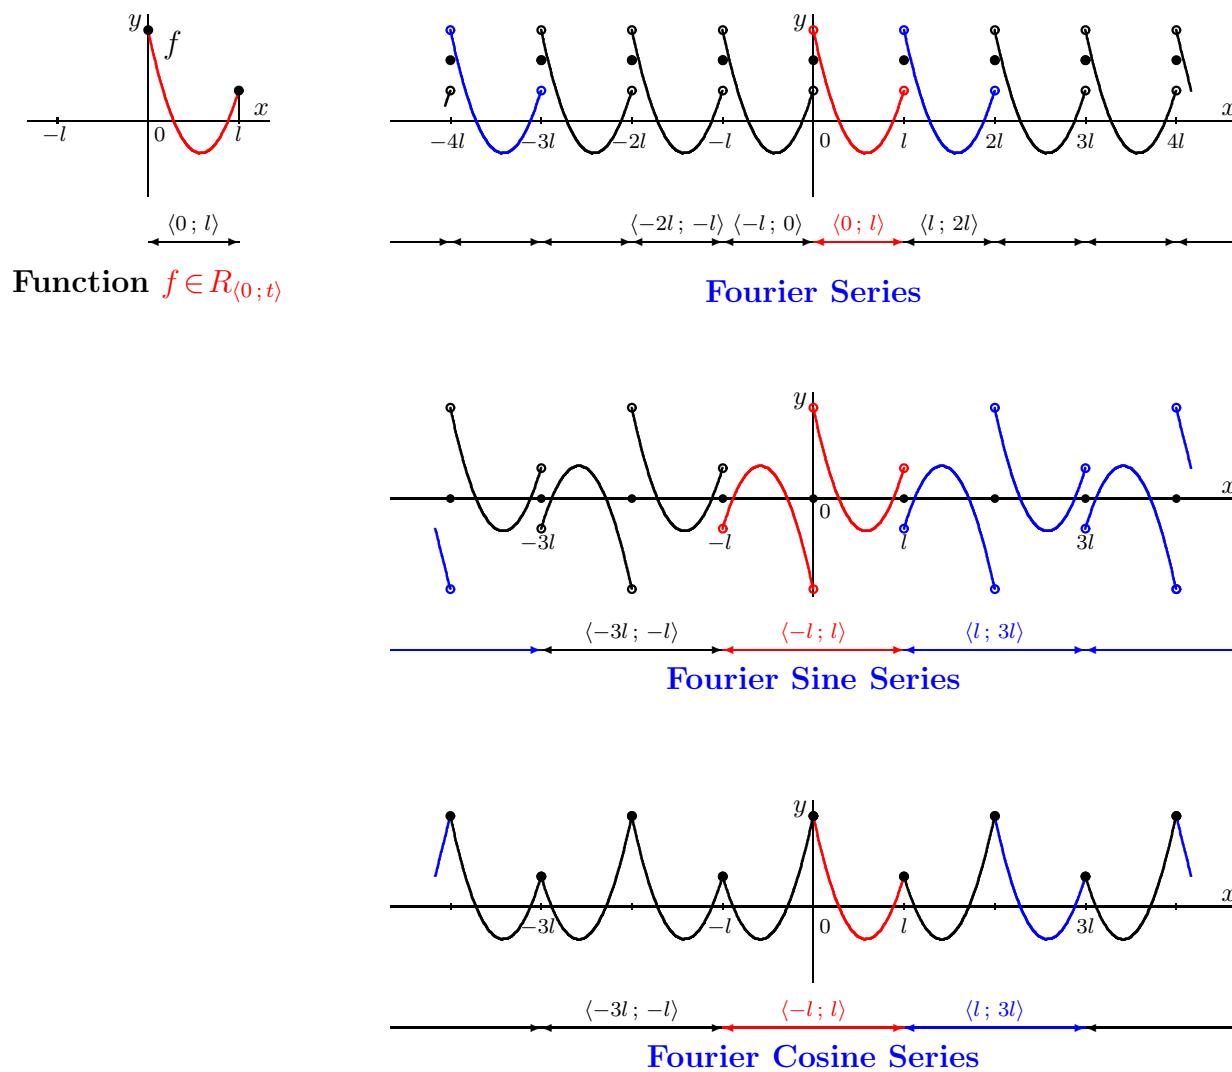 y
f
x
−l 0 l
⟨0 ; l⟩
Function f ∈ R⟨0 ; t⟩
y
x
−4l −3l −2l −l 0 l 2l 3l 4l
⟨−2l ; −l⟩ ⟨−l ; 0⟩ ⟨0 ; l⟩ ⟨l ; 2l⟩
Fourier Series
y
x
−3l −l 0 l 3l
⟨−3l ; −l⟩ ⟨−l ; l⟩ ⟨l ; 3l⟩
Fourier Sine Series
y
x
−3l −l 0 l 3l
⟨−3l ; −l⟩ ⟨−l ; l⟩ ⟨l ; 3l⟩
Fourier Cosine Series